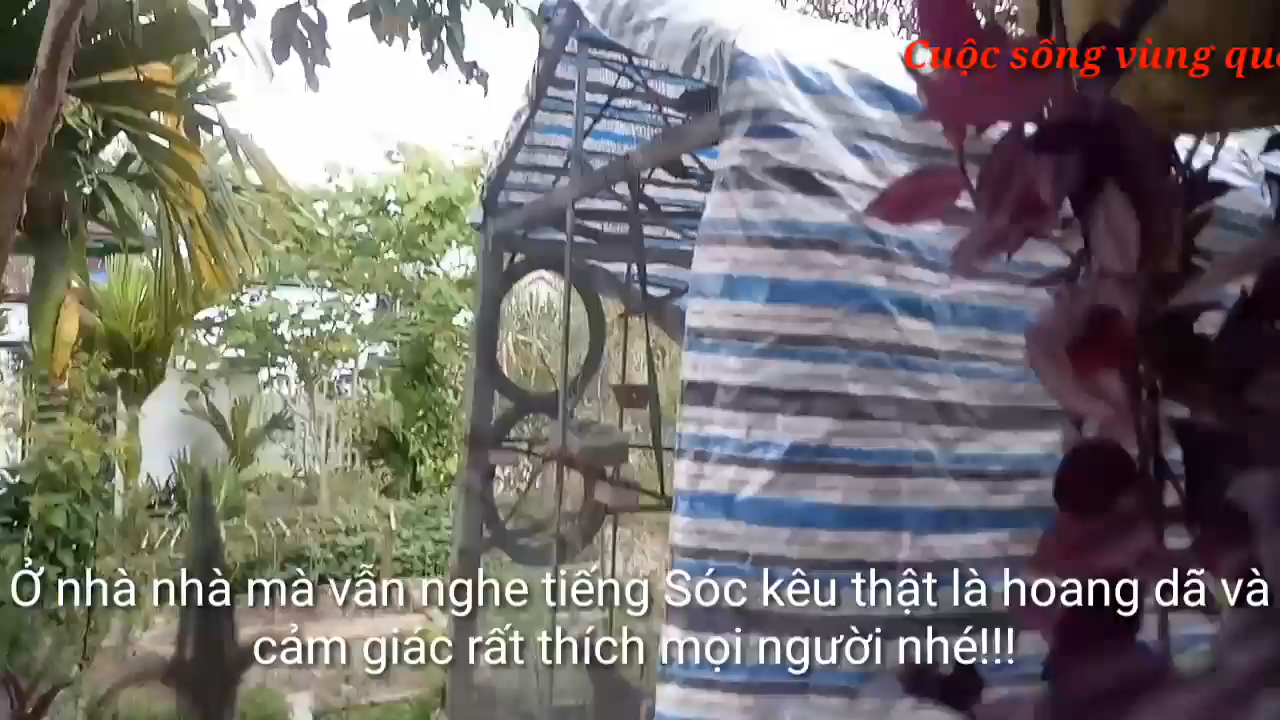 Cuộc sống vùng quê
Ở nhà nhà mà vẫn nghe tiếng Sóc kêu thật là hoang dã và
cảm giác rất thích mọi người nhé!!!